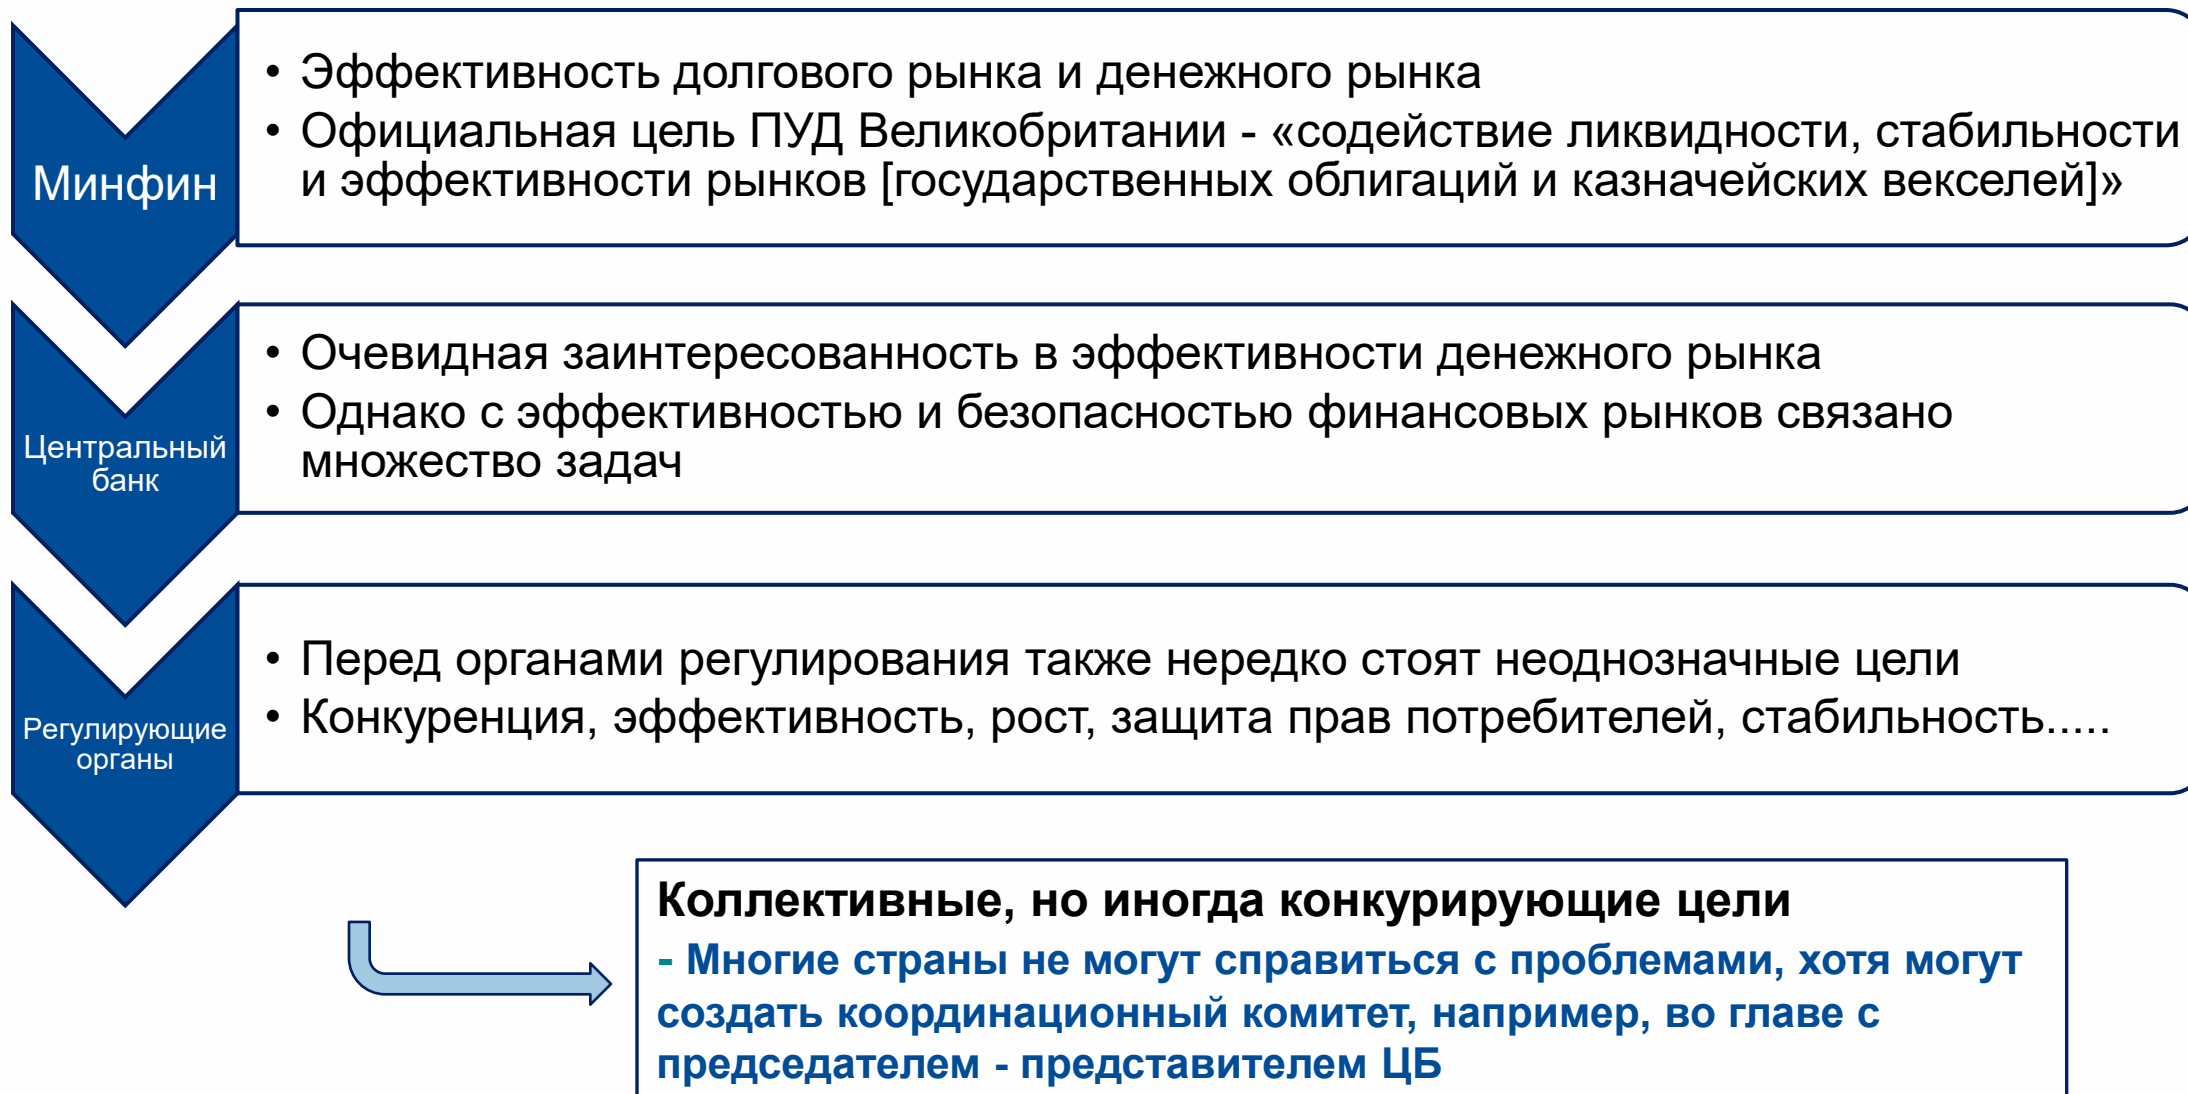 Минфин
• Эффективность долгового рынка и денежного рынка
• Официальная цель ПУД Великобритании - «содействие ликвидности, стабильности
и эффективности рынков [государственных облигаций и казначейских векселей]»
Центральный
банк
• Очевидная заинтересованность в эффективности денежного рынка
• Однако с эффективностью и безопасностью финансовых рынков связано
множество задач
Регулирующие
органы
• Перед органами регулирования также нередко стоят неоднозначные цели
• Конкуренция, эффективность, рост, защита прав потребителей, стабильность.....
Коллективные, но иногда конкурирующие цели
- Многие страны не могут справиться с проблемами, хотя могут
создать координационный комитет, например, во главе с
председателем - представителем ЦБ